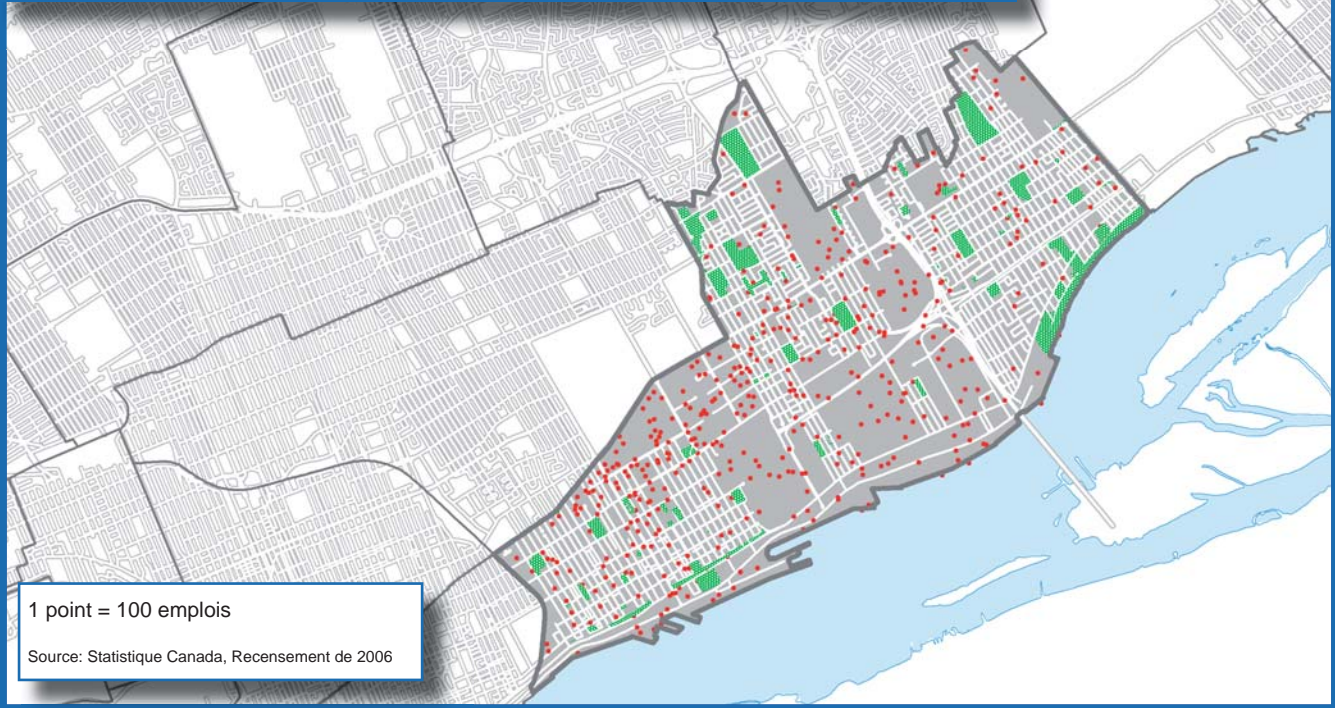 1 point = 100 emplois
Source: Statistique Canada, Recensement de 2006